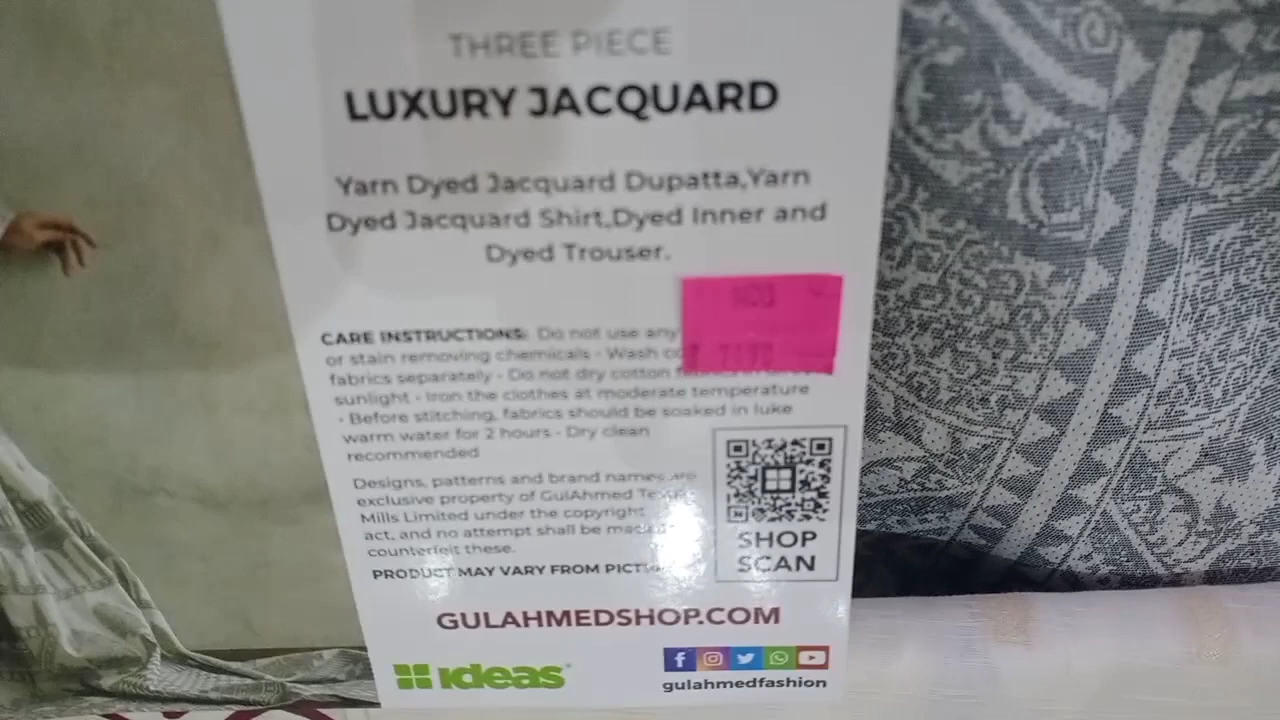 THREE PIECE
LUXURY JACQUARD
Yarn Dyed Jacquard Dupatta,Yarn
Dyed Jacquard Shirt,Dyed Inner and
Dyed Trouser.
CARE INSTRUCTIONS: Do not use any
or stain removing chemicals - Wash
fabrics separately - Do not dry cotton
sunlight - Iron the clothes at moderate temperature
- Before stitching, fabrics should be soaked in luke
warm water for 2 hours - Dry clean
recommended
Designs, patterns and brand names are
exclusive property of GulAhmed Textile
Mills Limited under the copyright
act, and no attempt shall be made
counterfeit these.
PRODUCT MAY VARY FROM
SHOP
SCAN
GULAHMEDSHOP.COM
ideas
gulahmedfashion